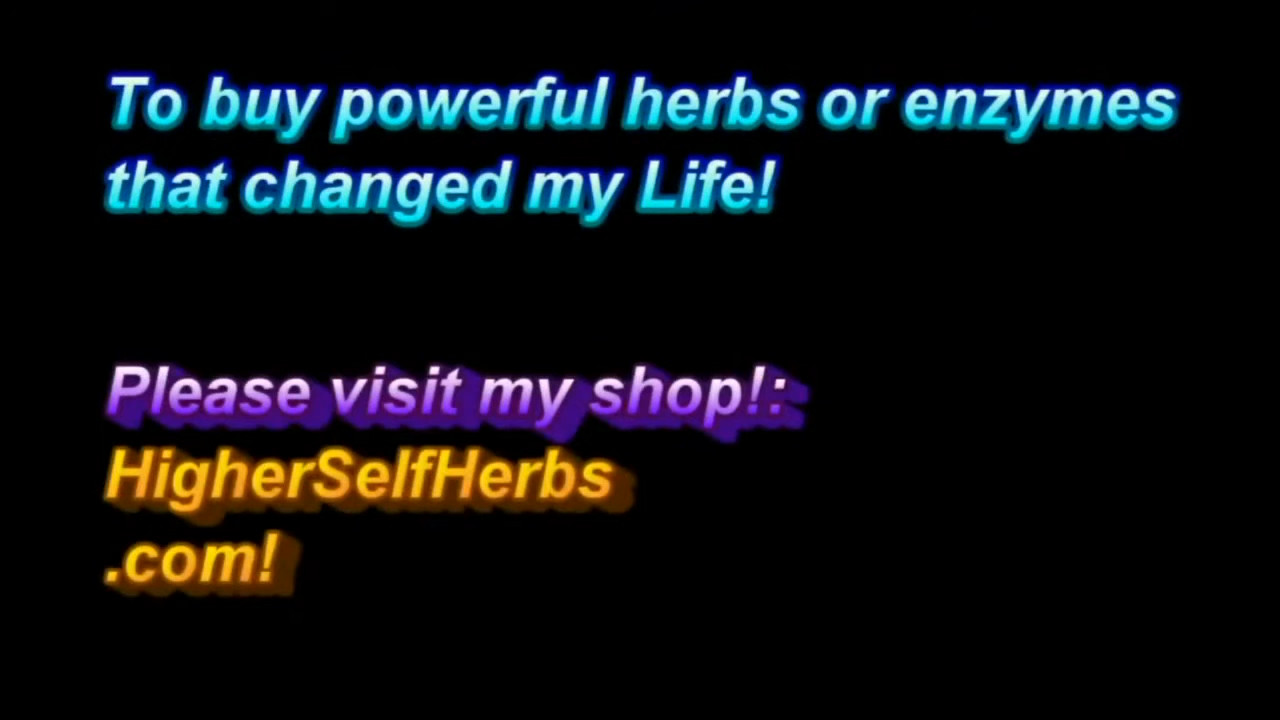 To buy powerful herbs or enzymes
that changed my Life!
Please visit my shop!:
HigherSelfHerbs
.com!